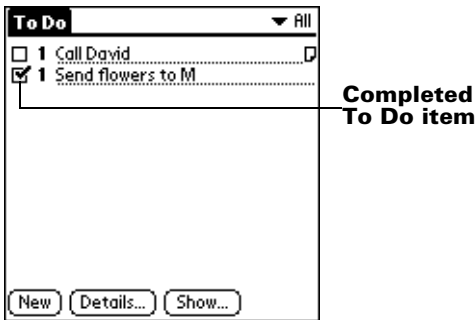 To Do All
1 Call David
1 Send flowers to M
Completed
To Do item
New Details... Show...